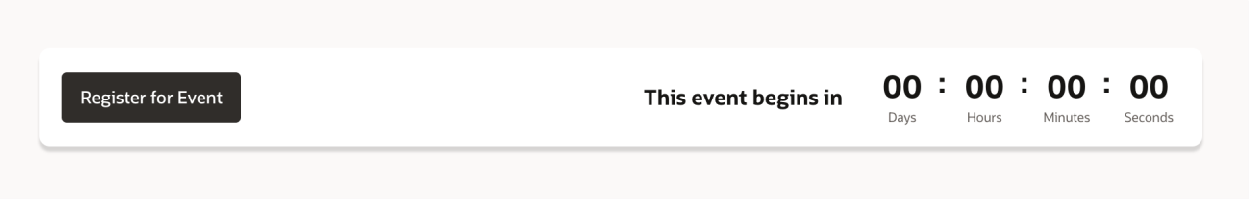 Register for Event
This event begins in
00 : 00 : 00 : 00
Days Hours Minutes Seconds